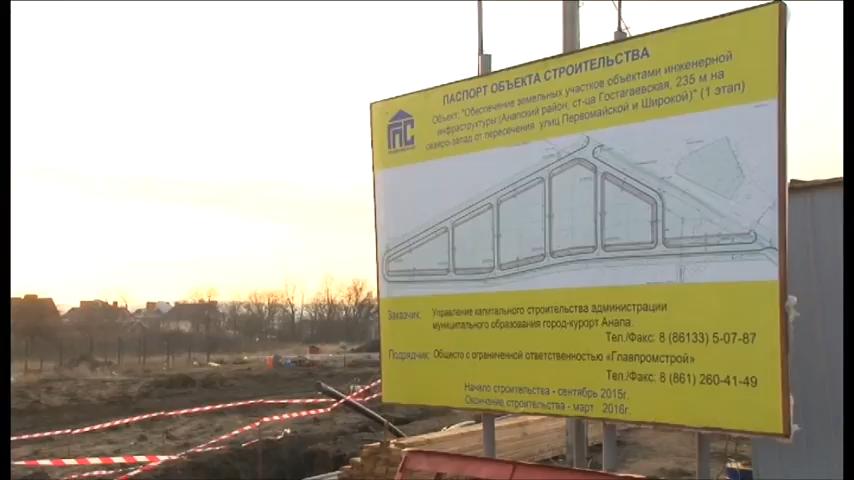 ПАСПОРТ ОБЪЕКТА СТРОИТЕЛЬСТВА
Объект: "Обеспечение земельных участков объектами инженерной
инфраструктуры (Анапский район, ст-ца Гостагаевская, 235 м на
северо-запад от пересечения улиц Первомайской и Широкой)" (1 этап)
ГПС
Заказчик: Управление капитального строительства администрации
муниципального образования город-курорт Анапа.
Тел./Факс: 8 (86133) 5-07-87
Подрядчик: Общество с ограниченной ответственностью «Главпромстрой»
Тел./Факс: 8 (861) 260-41-49
Начало строительства - сентябрь 2015г.
Окончание строительства - март 2016г.